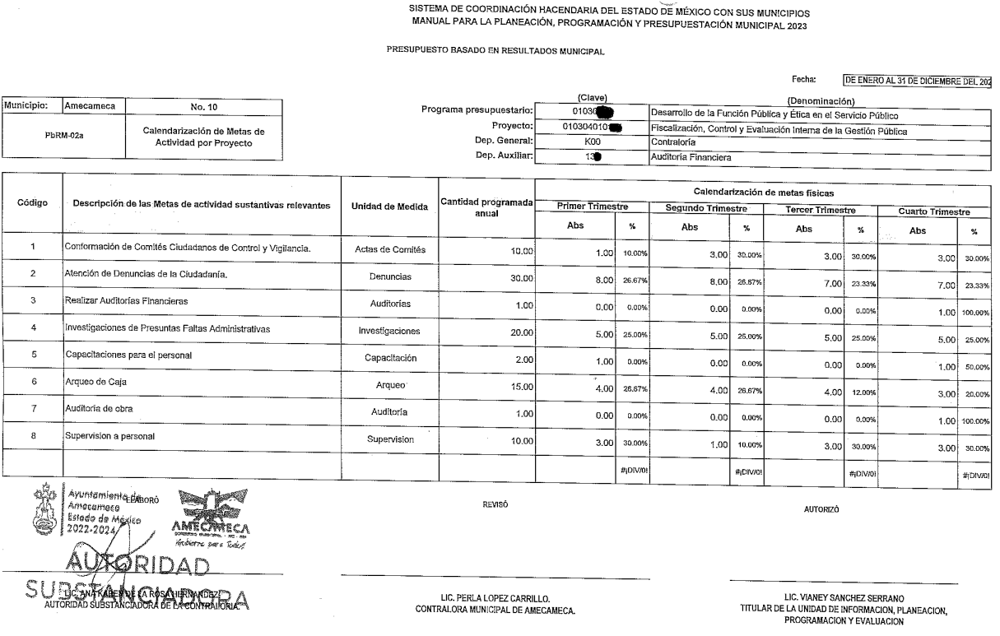 SISTEMA DE COORDINACIÓN HACENDARIA DEL ESTADO DE MÉXICO CON SUS MUNICIPIOS
MANUAL PARA LA PLANEACIÓN, PROGRAMACIÓN Y PRESUPUESTACIÓN MUNICIPAL 2023
PRESUPUESTO BASADO EN RESULTADOS MUNICIPAL
Fecha: DE ENERO AL 31 DE DICIEMBRE DEL 202
Municipio: Amecameca No. 10
PbRM-02a Calendarización de Metas de
Actividad por Proyecto
(Clave) (Denominación)
Programa presupuestario: 01030 Desarrollo de la Función Pública y Ética en el Servicio Público
Proyecto: 010304010 Fiscalización, Control y Evaluación Interna de la Gestión Pública
Dep. General: K00 Contraloría
Dep. Auxiliar: 13 Auditoría Financiera
Código Descripción de las Metas de actividad sustantivas relevantes Unidad de Medida Cantidad programada anual Calendarización de metas físicas
Primer Trimestre Segundo Trimestre Tercer Trimestre Cuarto Trimestre
Abs % Abs % Abs % Abs %
1 Conformación de Comités Ciudadanos de Control y Vigilancia. Actas de Comités 10.00 1.00 10.00% 3.00 30.00% 3.00 30.00% 3.00 30.00%
2 Atención de Denuncias de la Ciudadanía. Denuncias 30.00 8.00 26.67% 8.00 26.67% 7.00 23.33% 7.00 23.33%
3 Realizar Auditorías Financieras Auditorías 1.00 0.00 0.00% 0.00 0.00% 0.00 0.00% 1.00 100.00%
4 Investigaciones de Presuntas Faltas Administrativas Investigaciones 20.00 5.00 25.00% 5.00 25.00% 5.00 25.00% 5.00 25.00%
5 Capacitaciones para el personal Capacitación 2.00 1.00 0.00% 0.00 0.00% 0.00 0.00% 1.00 50.00%
6 Arqueo de Caja Arqueo 15.00 4.00 26.67% 4.00 26.67% 4.00 12.00% 3.00 20.00%
7 Auditoria de obra Auditoría 1.00 0.00 0.00% 0.00 0.00% 0.00 0.00% 1.00 100.00%
8 Supervision a personal Supervision 10.00 3.00 30.00% 1.00 10.00% 3.00 30.00% 3.00 30.00%
#¡DIV/0! #¡DIV/0! #¡DIV/0! #¡DIV/0!
ELABORÓ REVISÓ AUTORIZÓ
Ayuntamiento de
Amecameca
Estado de México
2022-2024
AMECAMECA
AUTORIDAD
SUBSTANCIADORA
LIC. ANA KAREN DE LA ROSA HERNANDEZ
AUTORIDAD SUBSTANCIADORA DE LA CONTRALORIA.
LIC. PERLA LOPEZ CARRILLO.
CONTRALORA MUNICIPAL DE AMECAMECA.
LIC. VIANEY SANCHEZ SERRANO
TITULAR DE LA UNIDAD DE INFORMACION, PLANEACION,
PROGRAMACION Y EVALUACION